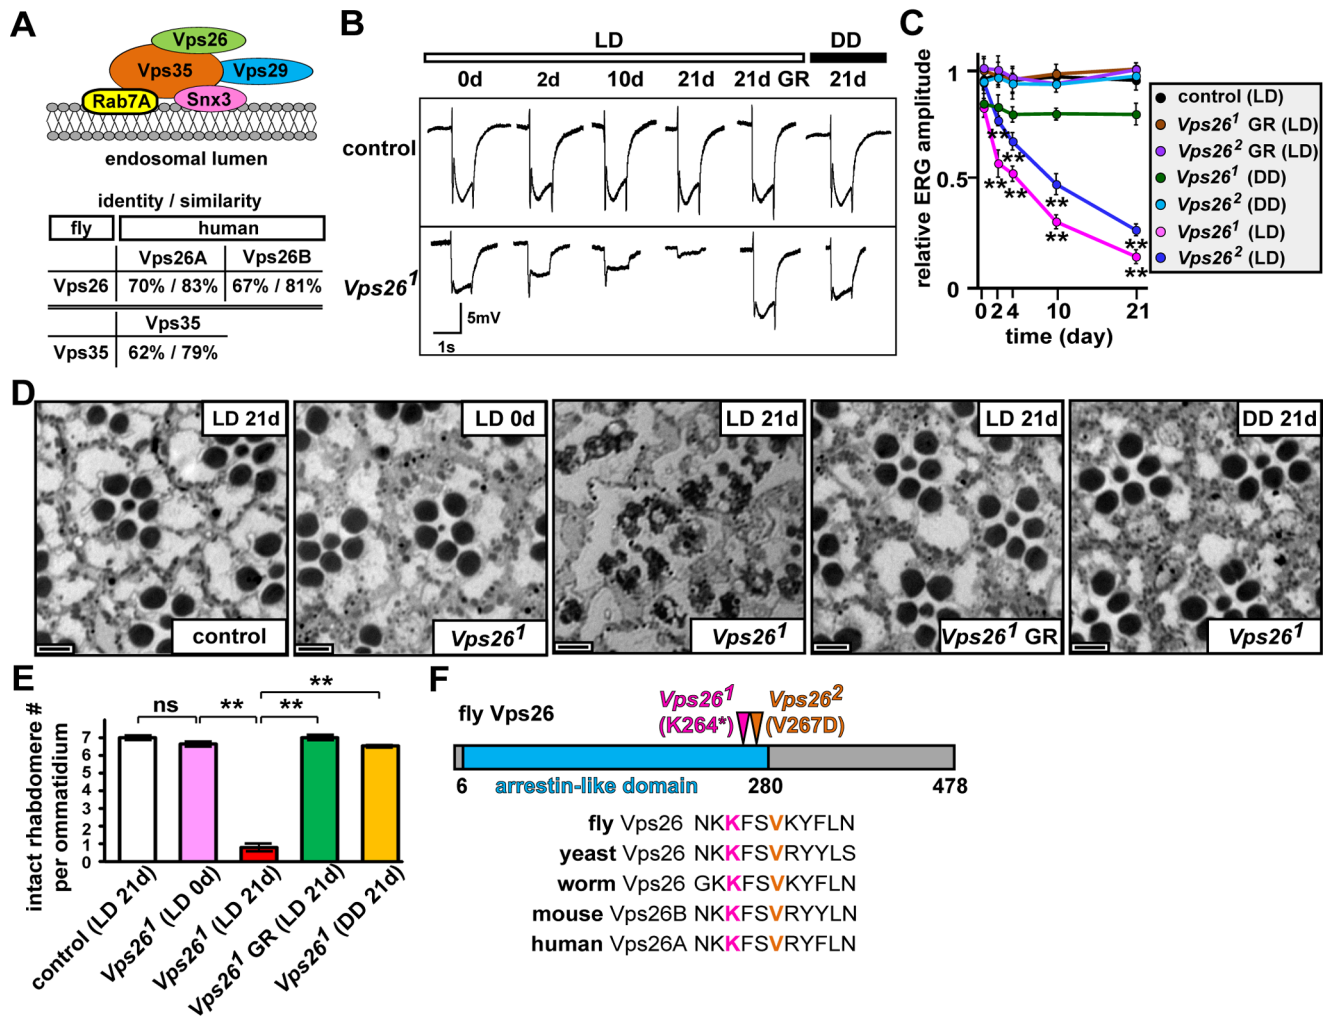 A
Vps26
Vps35
Vps29
Rab7A
Snx3
endosomal lumen
identity / similarity
fly human
Vps26A Vps26B
Vps26 70% / 83% 67% / 81%
Vps35
Vps35 62% / 79%
B
LD DD
0d 2d 10d 21d 21d GR 21d
control
Vps26¹
5mV
1s
C
relative ERG amplitude
1
0.5
0
0 2 4 10 21
time (day)
**
**
**
**
**
**
**
**
control (LD)
Vps26¹ GR (LD)
Vps26² GR (LD)
Vps26¹ (DD)
Vps26² (DD)
Vps26¹ (LD)
Vps26² (LD)
D
LD 21d LD 0d LD 21d LD 21d DD 21d
control Vps26¹ Vps26¹ Vps26¹ GR Vps26¹
E
intact rhabdomere #
per ommatidium
7
6
5
4
3
2
1
0
ns ** ** **
control (LD 21d)
Vps26¹ (LD 0d)
Vps26¹ (LD 21d)
Vps26¹ GR (LD 21d)
Vps26¹ (DD 21d)
F
fly Vps26
Vps26¹ Vps26²
(K264*) (V267D)
6 arrestin-like domain 280 478
fly Vps26 NKKFSVKYFLN
yeast Vps26 NKKFSVRYYLS
worm Vps26 GKKFSVKYFLN
mouse Vps26B NKKFSVRYYLN
human Vps26A NKKFSVRYFLN